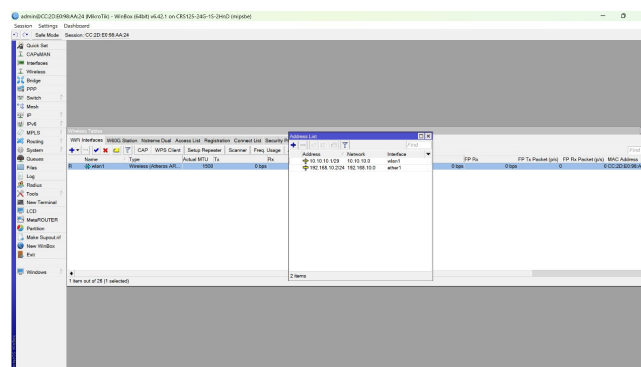 admin@CC:2D:E0:98:AA:24 (MikroTik) - WinBox (64bit) v6.42.1 on CRS125-24G-1S-2HnD (mipsbe)
Session Settings Dashboard
Safe Mode Session: CC:2D:E0:98:AA:24
Quick Set
CAPsMAN
Interfaces
Wireless
Bridge
PPP
Switch
Mesh
IP
IPv6
MPLS
Routing
System
Queues
Files
Log
Radius
Tools
New Terminal
LCD
MetaROUTER
Partition
Make Supout.rif
New WinBox
Exit
Windows
Wireless Tables
WiFi Interfaces W60G Station Nstreme Dual Access List Registration Connect List Security
CAP WPS Client Setup Repeater Scanner Freq. Usage
Find
Name Type Actual MTU Tx Rx FP Rx FP Tx Packet (p/s) FP Rx Packet (p/s) MAC Address
R wlan1 Wireless (Atheros AR... 1500 0 bps 0 bps 0 bps 0 0 CC:2D:E0:98:A
1 item out of 26 (1 selected)
Address List
Find
Address Network Interface
10.10.10.1/29 10.10.10.0 wlan1
192.168.10.2/24 192.168.10.0 ether1
2 items